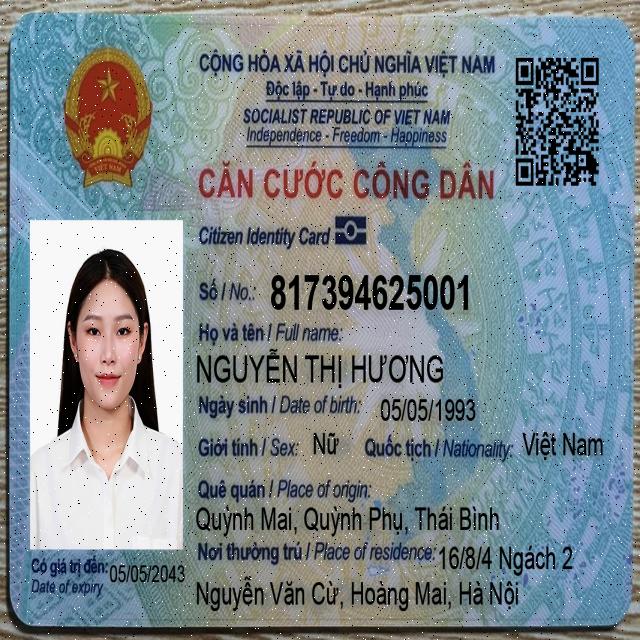 CỘNG HÒA XÃ HỘI CHỦ NGHĨA VIỆT NAM
Độc lập - Tự do - Hạnh phúc
SOCIALIST REPUBLIC OF VIET NAM
Independence - Freedom - Happiness
CĂN CƯỚC CÔNG DÂN
Citizen Identity Card
Số / No.: 817394625001
Họ và tên / Full name:
NGUYỄN THỊ HƯƠNG
Ngày sinh / Date of birth: 05/05/1993
Giới tính / Sex: Nữ Quốc tịch / Nationality: Việt Nam
Quê quán / Place of origin:
Quỳnh Mai, Quỳnh Phụ, Thái Bình
Nơi thường trú / Place of residence: 16/8/4 Ngách 2
Nguyễn Văn Cừ, Hoàng Mai, Hà Nội
Có giá trị đến: 05/05/2043
Date of expiry
VIỆT NAM